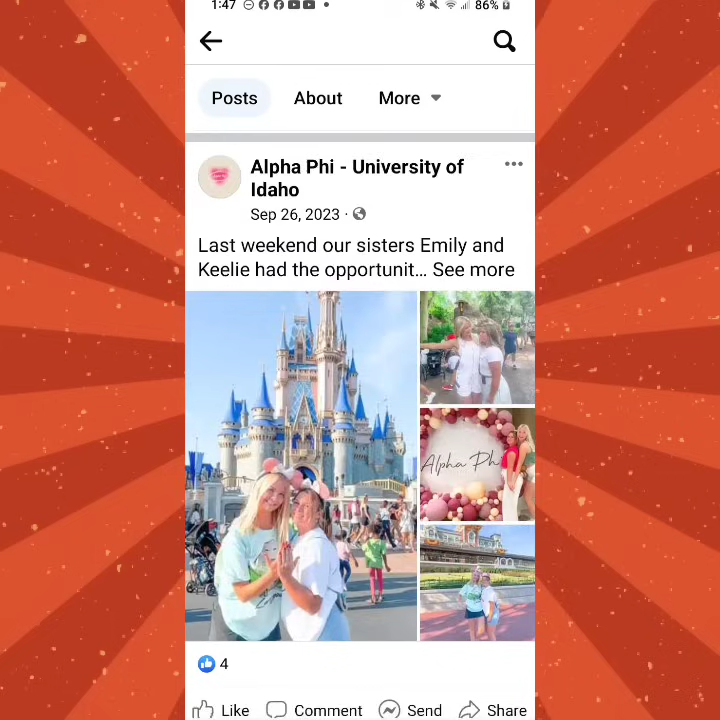 1:47
86%
Posts About More
Alpha Phi - University of
Idaho
Sep 26, 2023 ·
Last weekend our sisters Emily and
Keelie had the opportunit... See more
Alpha Ph
4
Like Comment Send Share